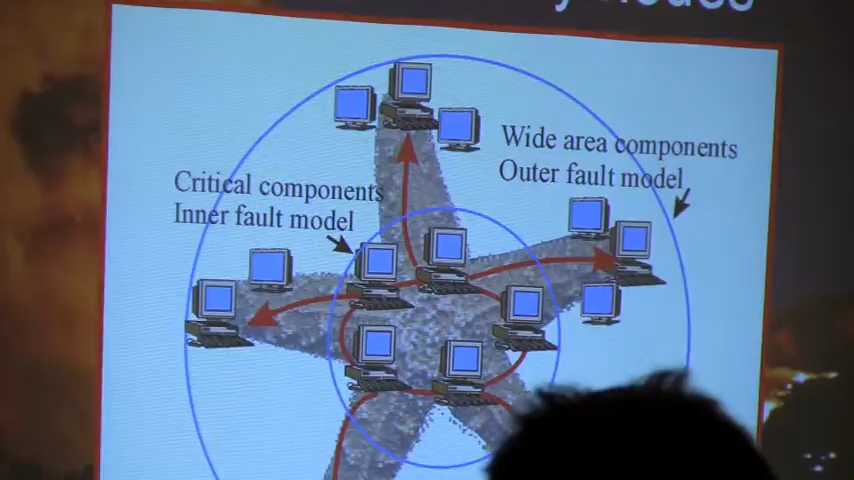 Wide area components
Outer fault model
Critical components
Inner fault model